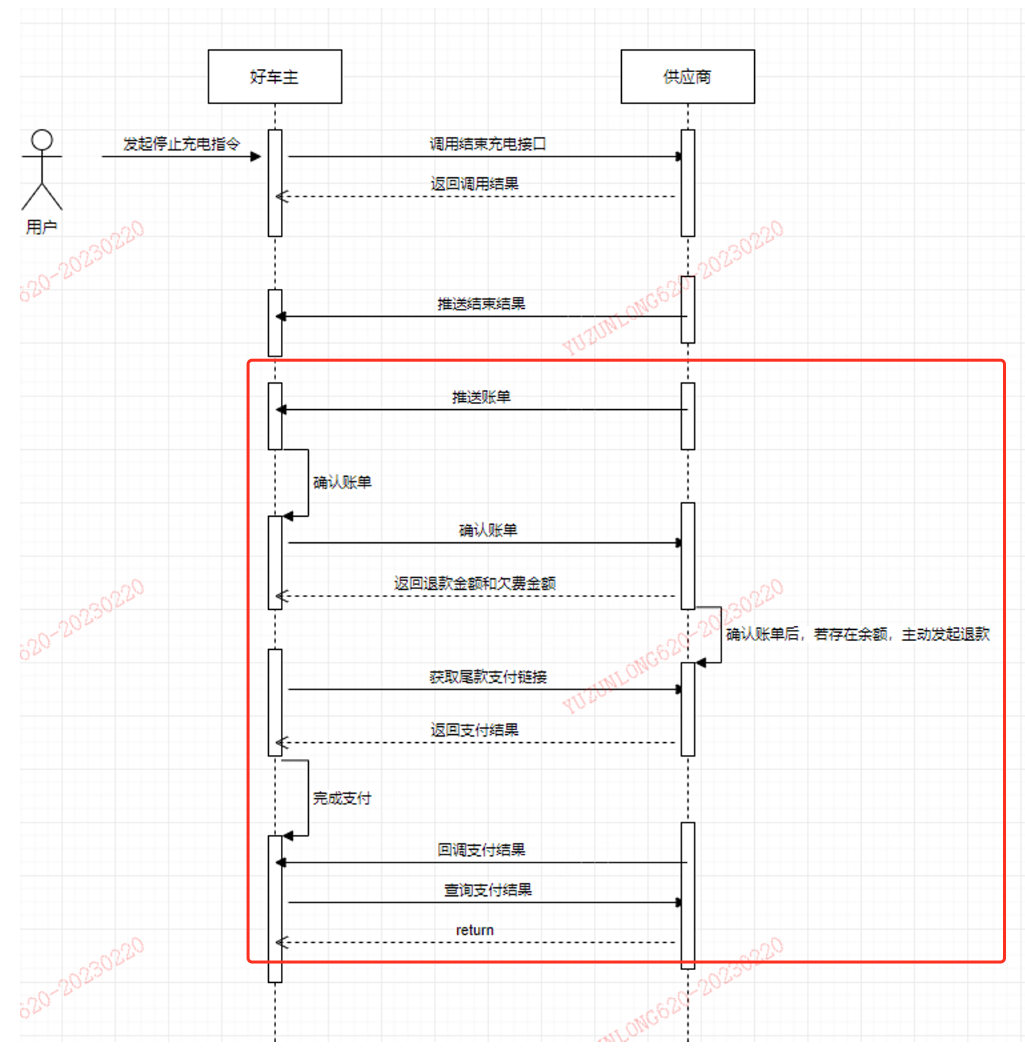 好车主
供应商
发起停止充电指令
调用结束充电接口
返回调用结果
用户
620-20230220
YUZUNLONG620-20230220
推送结束结果
推送账单
确认账单
确认账单
返回退款金额和欠费金额
620-20230220
YUZUNLONG620-20230220
确认账单后，若存在余额，主动发起退款
获取尾款支付链接
返回支付结果
完成支付
回调支付结果
查询支付结果
return
620-20230220
NLONG620-20230220